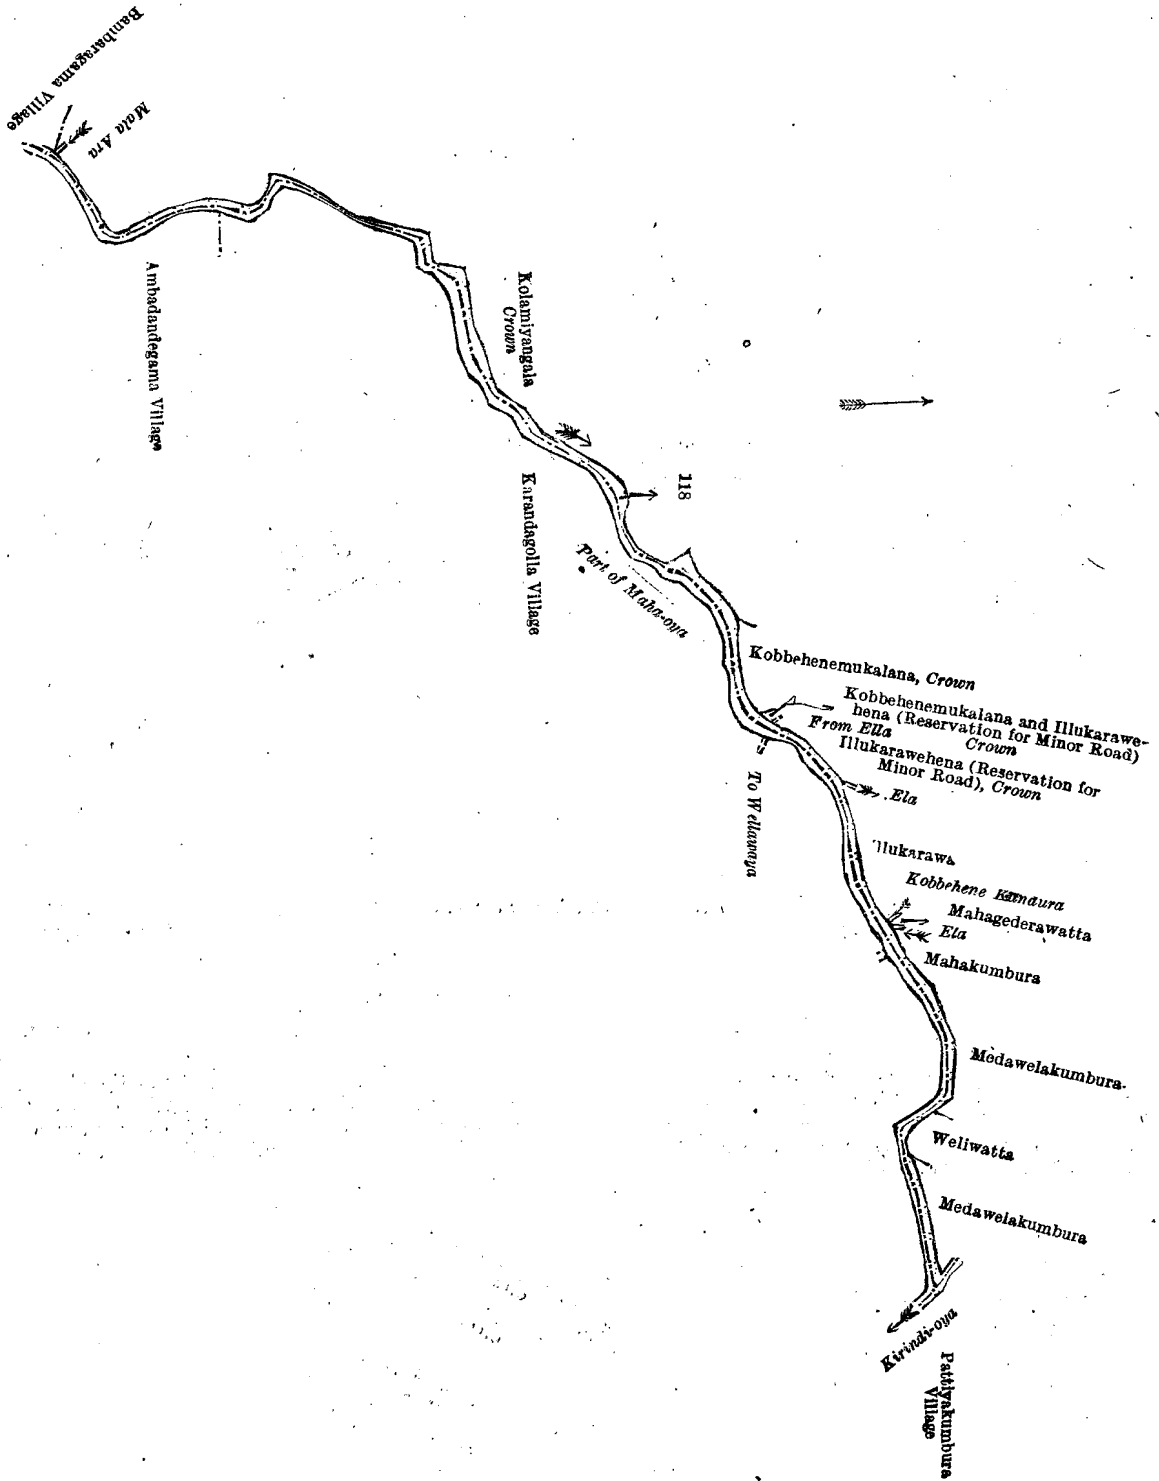 Bambaragama Village
Mala Ara
Ambadandegama Village
Kolamiyangala
Crown
Karandagolla Village
118
Part of Maha-oya
Kobbehenemukalana, Crown
Kobbehenemukalana and Illukarawe-
hena (Reservation for Minor Road)
Crown
From Ella
Illukarawehena (Reservation for
Minor Road), Crown
To Wellawaya
Ela
Illukarawa
Kobbehene Kandura
Mahagederawatta
Ela
Mahakumbura
Medawelakumbura
Weliwatta
Medawelakumbura
Kirindi-oya
Pattiyakumbura
Village